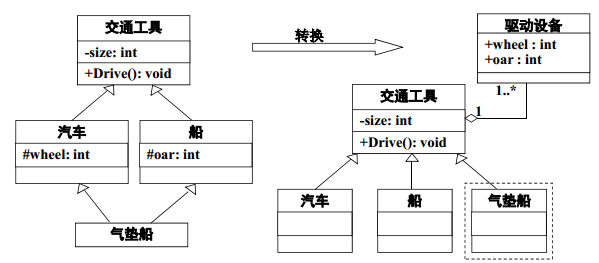 交通工具
-size: int
+Drive(): void
汽车
#wheel: int
船
#oar: int
气垫船
转换
驱动设备
+wheel : int
+oar : int
1..*
1
交通工具
-size: int
+Drive(): void
汽车
船
气垫船